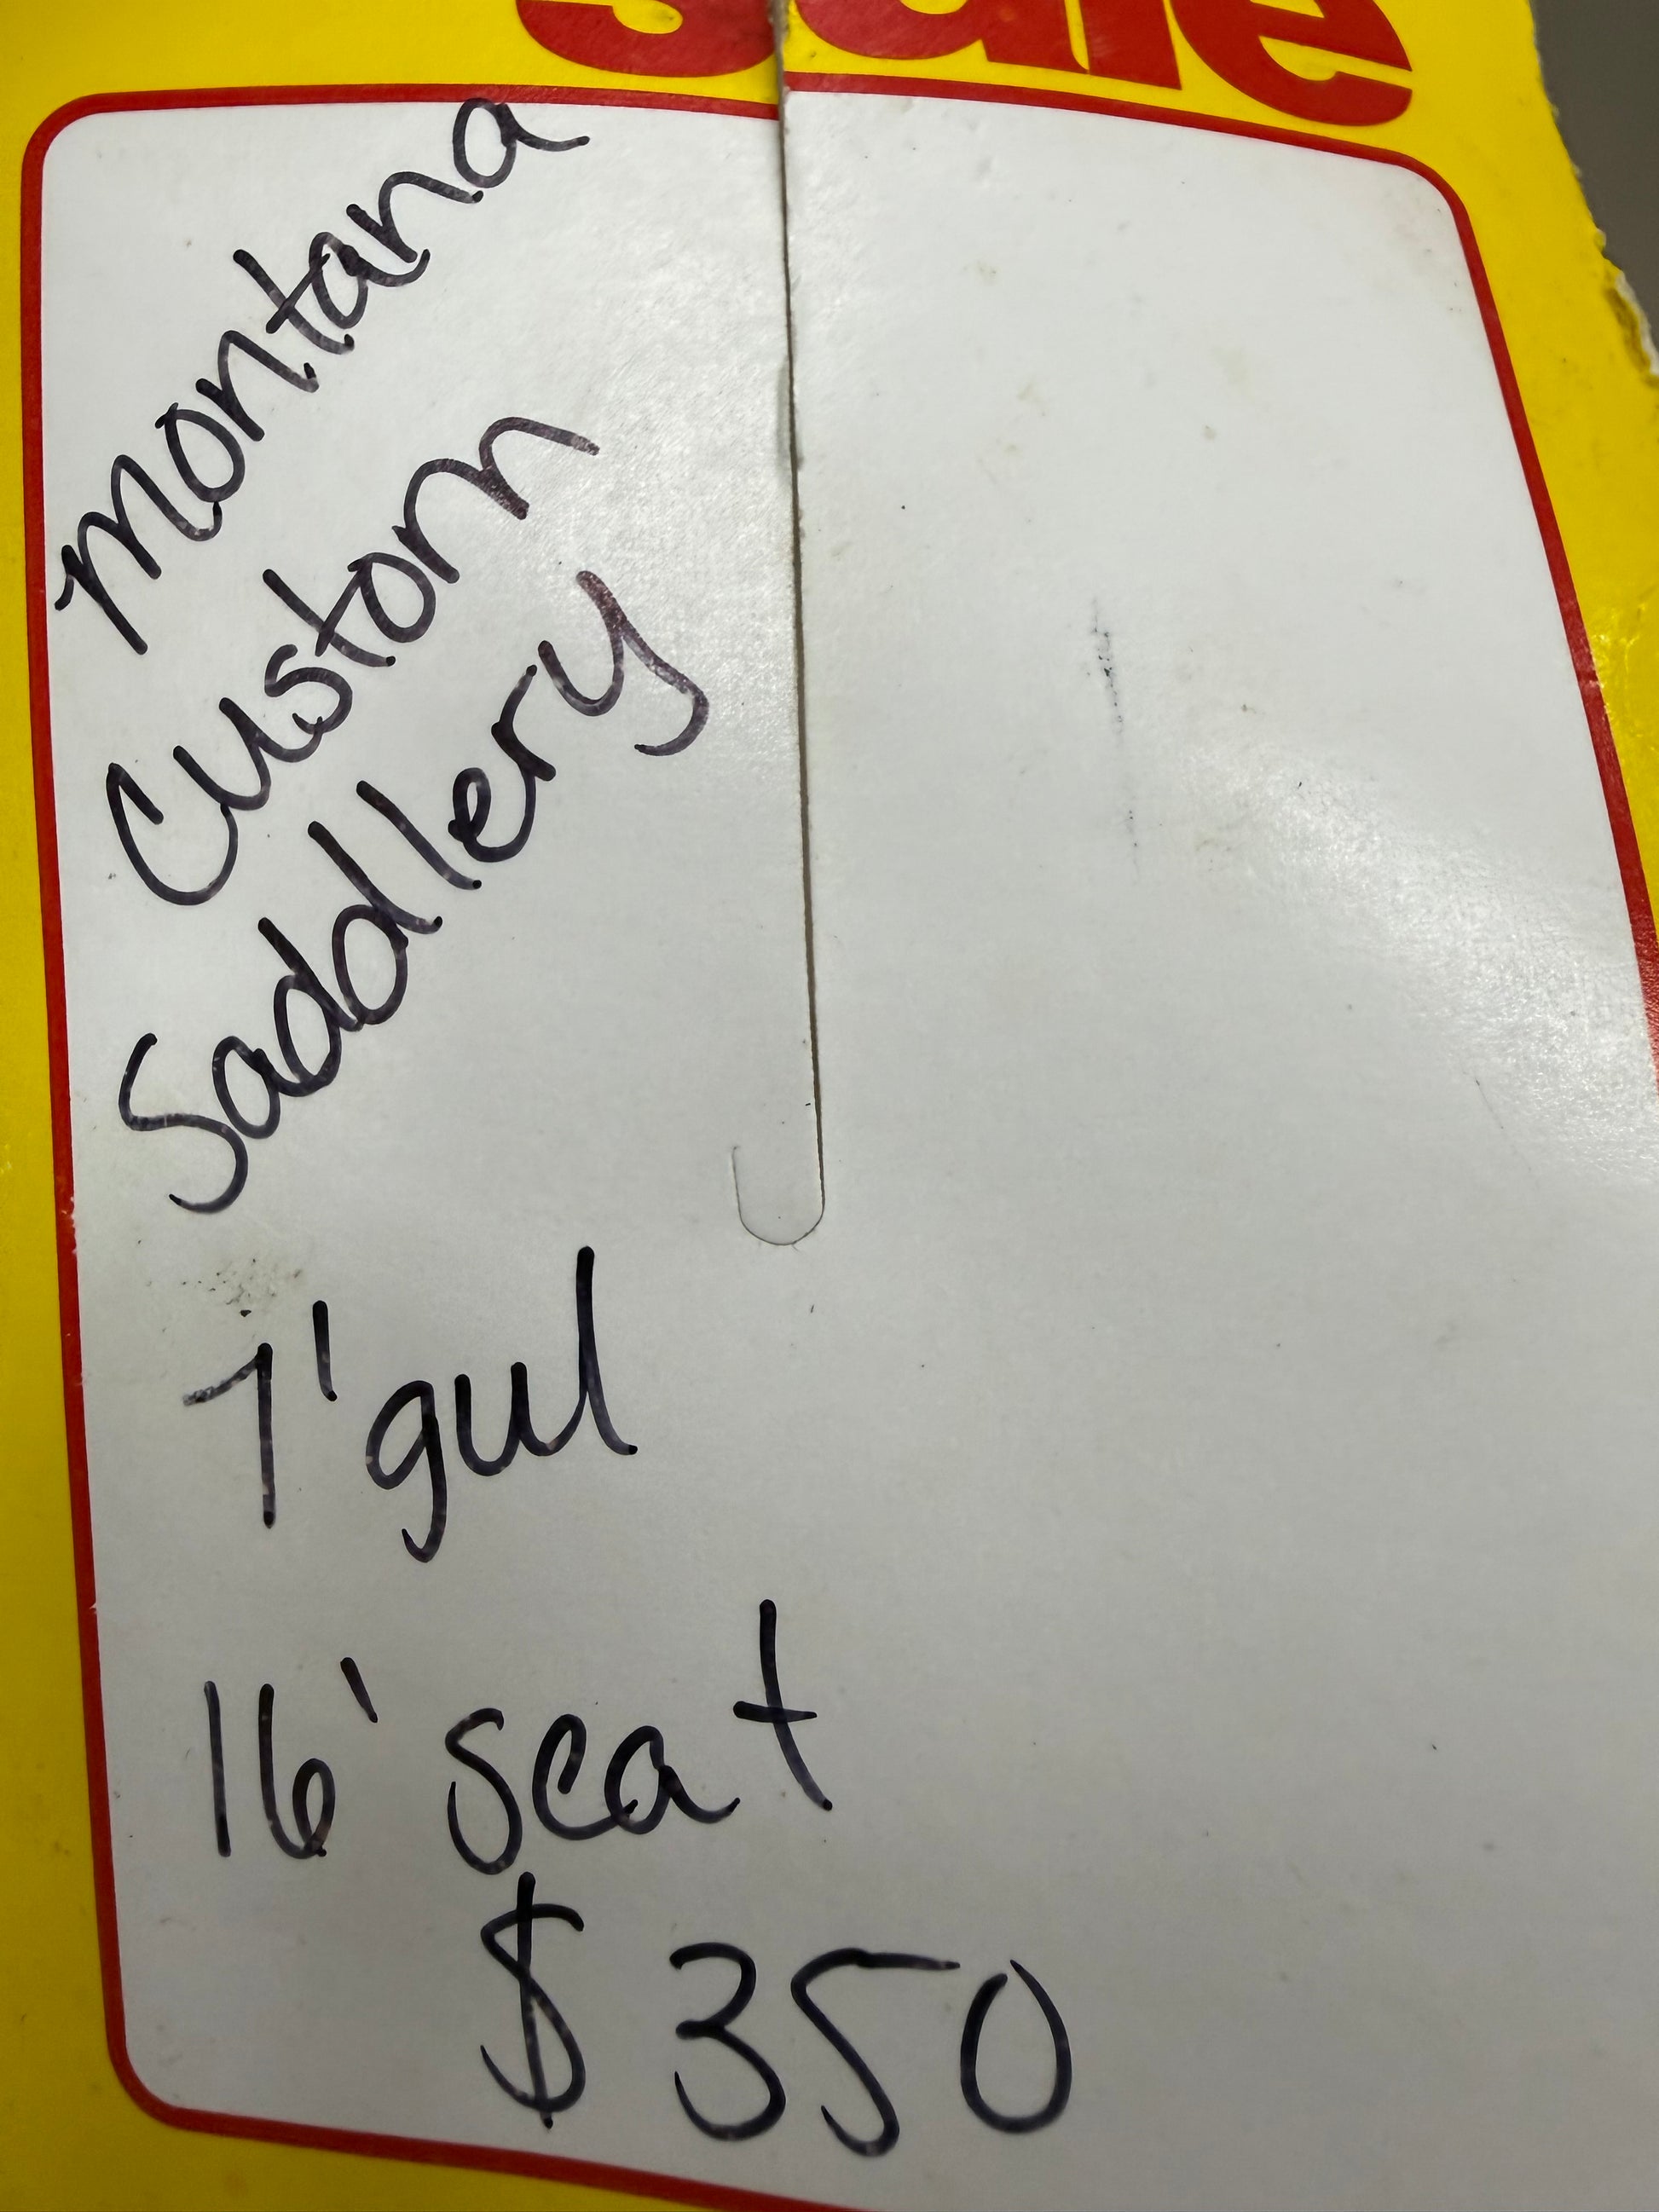 sale
montana
Custom
Saddlery
7' gul
16' seat
$ 350